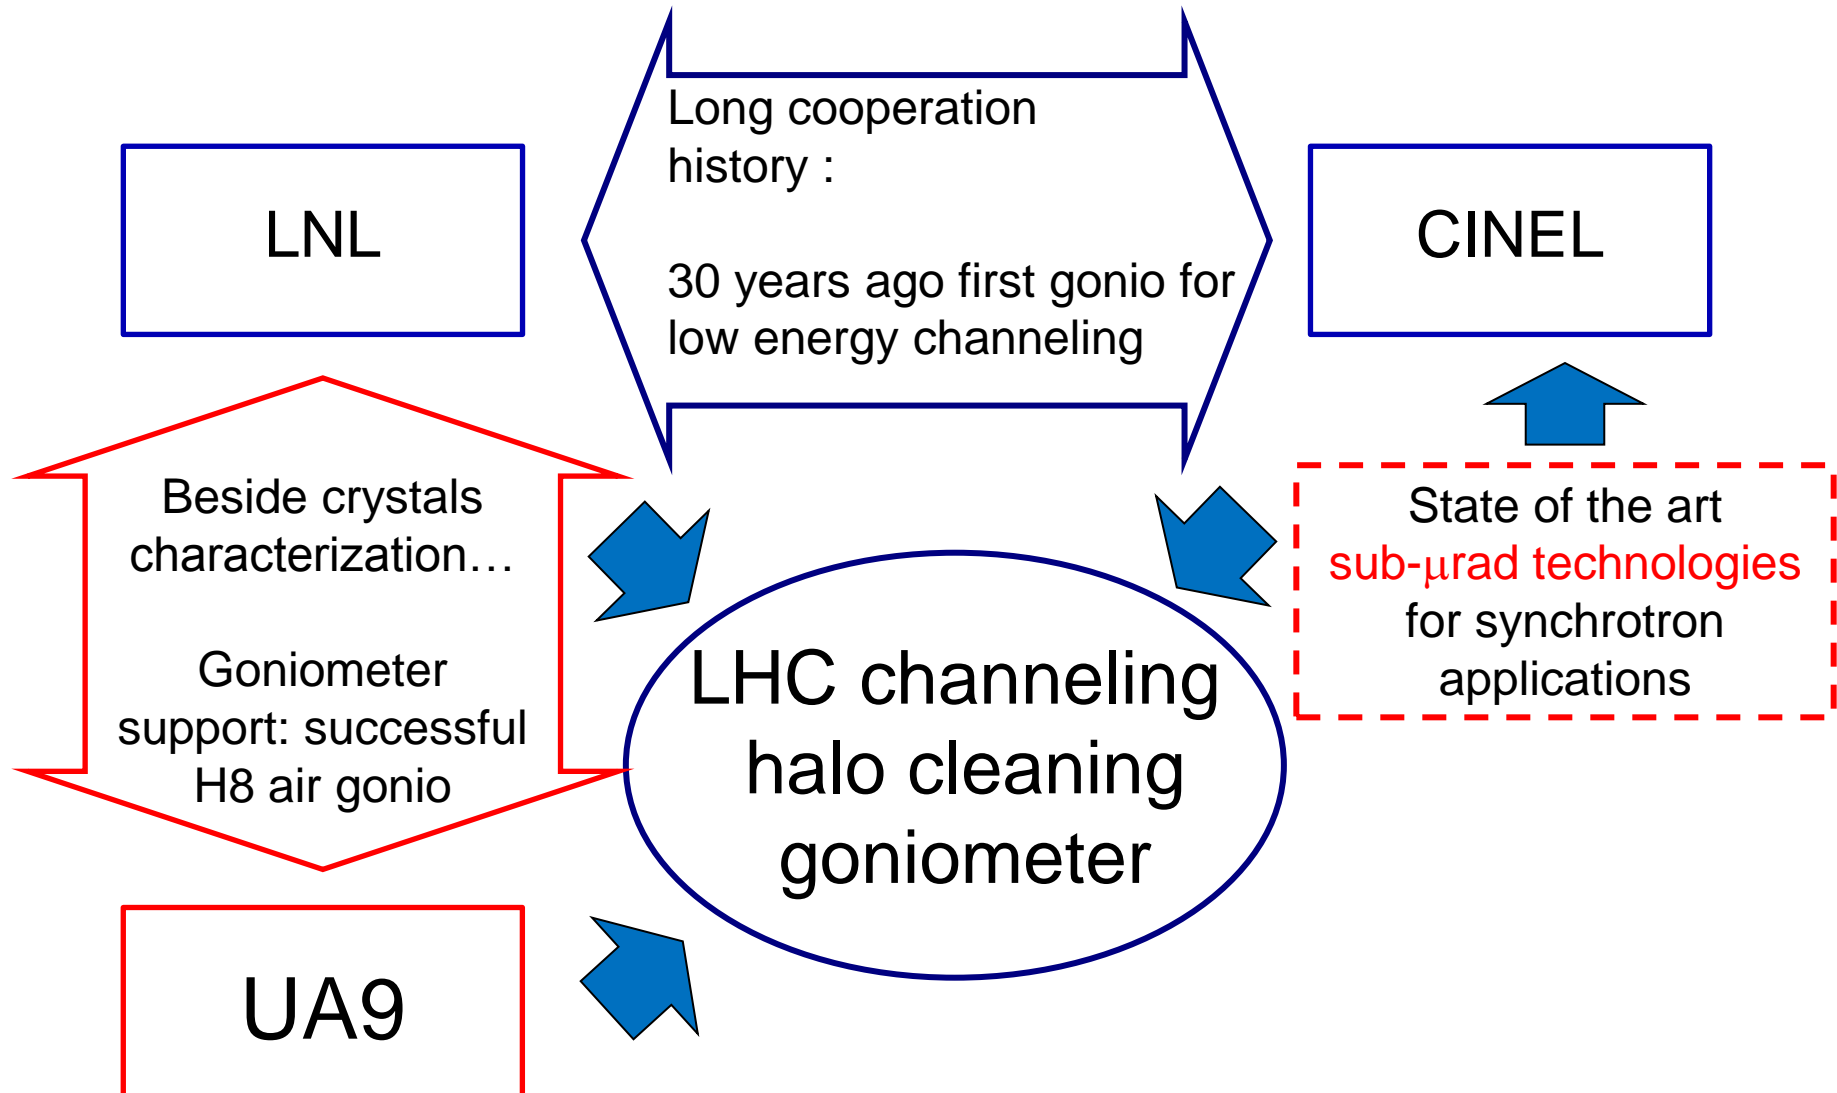 Long cooperation
history :
30 years ago first gonio for
low energy channeling
LNL
CINEL
Beside crystals
characterization…
Goniometer
support: successful
H8 air gonio
State of the art
sub-μrad technologies
for synchrotron
applications
LHC channeling
halo cleaning
goniometer
UA9